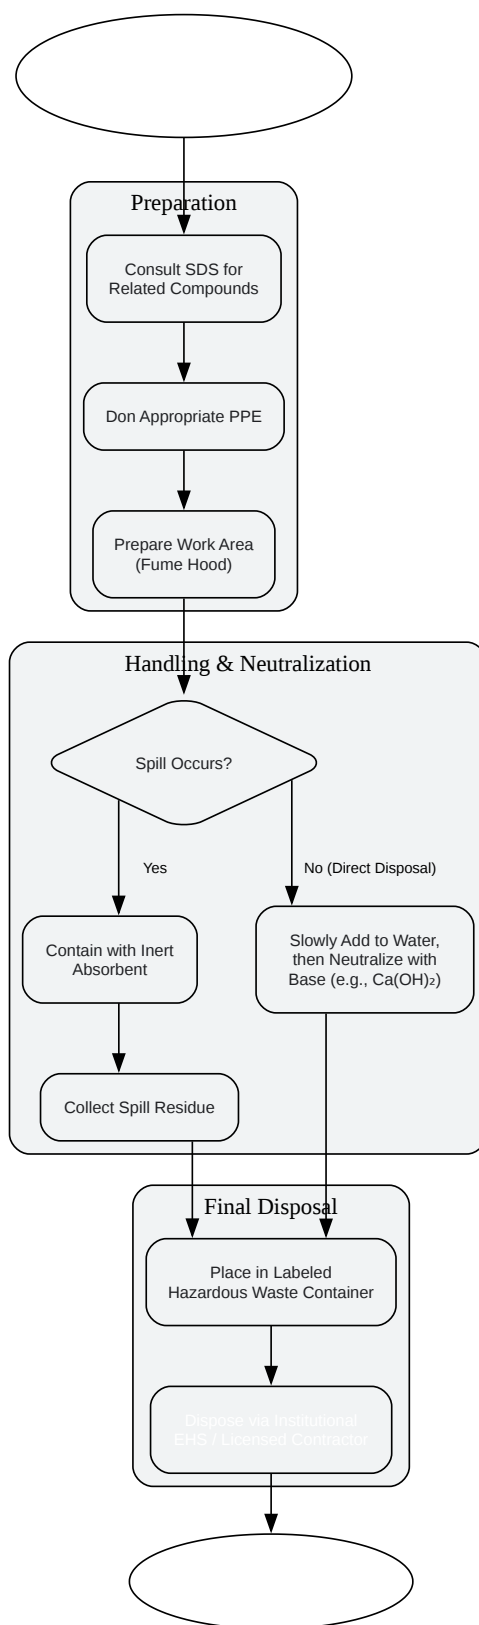 Preparation
Consult SDS for
Related Compounds
Don Appropriate PPE
Prepare Work Area
(Fume Hood)
Handling & Neutralization
Spill Occurs?
Yes
No (Direct Disposal)
Contain with Inert
Absorbent
Slowly Add to Water,
then Neutralize with
Base (e.g., Ca(OH)₂)
Collect Spill Residue
Final Disposal
Place in Labeled
Hazardous Waste Container
Dispose via Institutional
EHS / Licensed Contractor